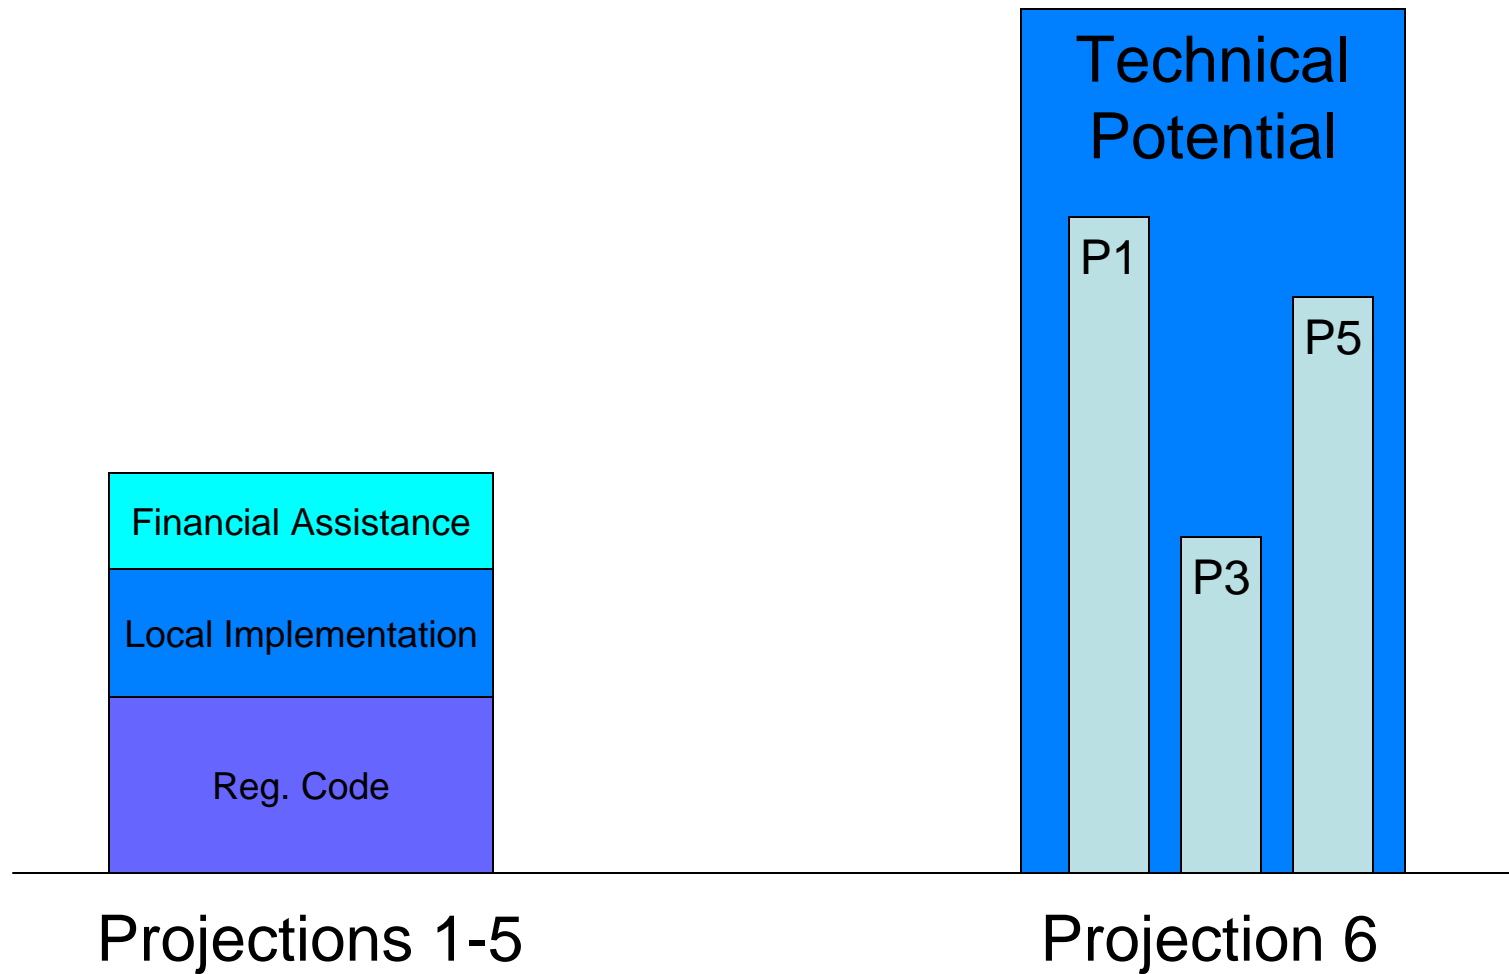 Technical
Potential
P1
P5
P3
Financial Assistance
Local Implementation
Reg. Code
Projections 1-5
Projection 6